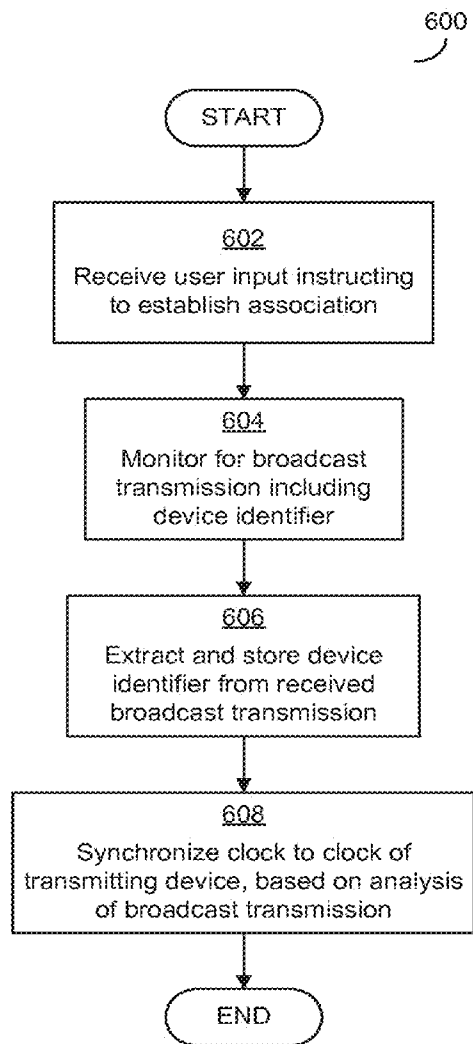 600
START
602
Receive user input instructing
to establish association
604
Monitor for broadcast
transmission including
device identifier
606
Extract and store device
identifier from received
broadcast transmission
608
Synchronize clock to clock of
transmitting device, based on analysis
of broadcast transmission
END